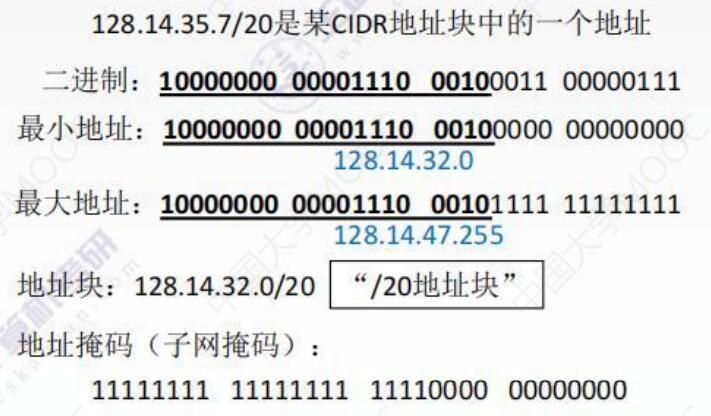 128.14.35.7/20是某CIDR地址块中的一个地址
二进制：10000000 00001110 00100011 00000111
最小地址：10000000 00001110 00100000 00000000
128.14.32.0
最大地址：10000000 00001110 00101111 11111111
128.14.47.255
地址块：128.14.32.0/20 “/20地址块”
地址掩码（子网掩码）：
11111111 11111111 11110000 00000000